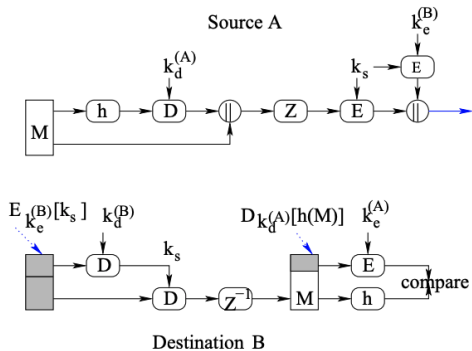 Source A
k_e^(B)
k_d^(A)
k_s
E
M
h
D
||
Z
E
||
E_{k_e^(B)}[k_s]
k_d^(B)
D_{k_d^(A)}[h(M)]
k_e^(A)
D
k_s
E
compare
D
Z^-1
M
h
Destination B